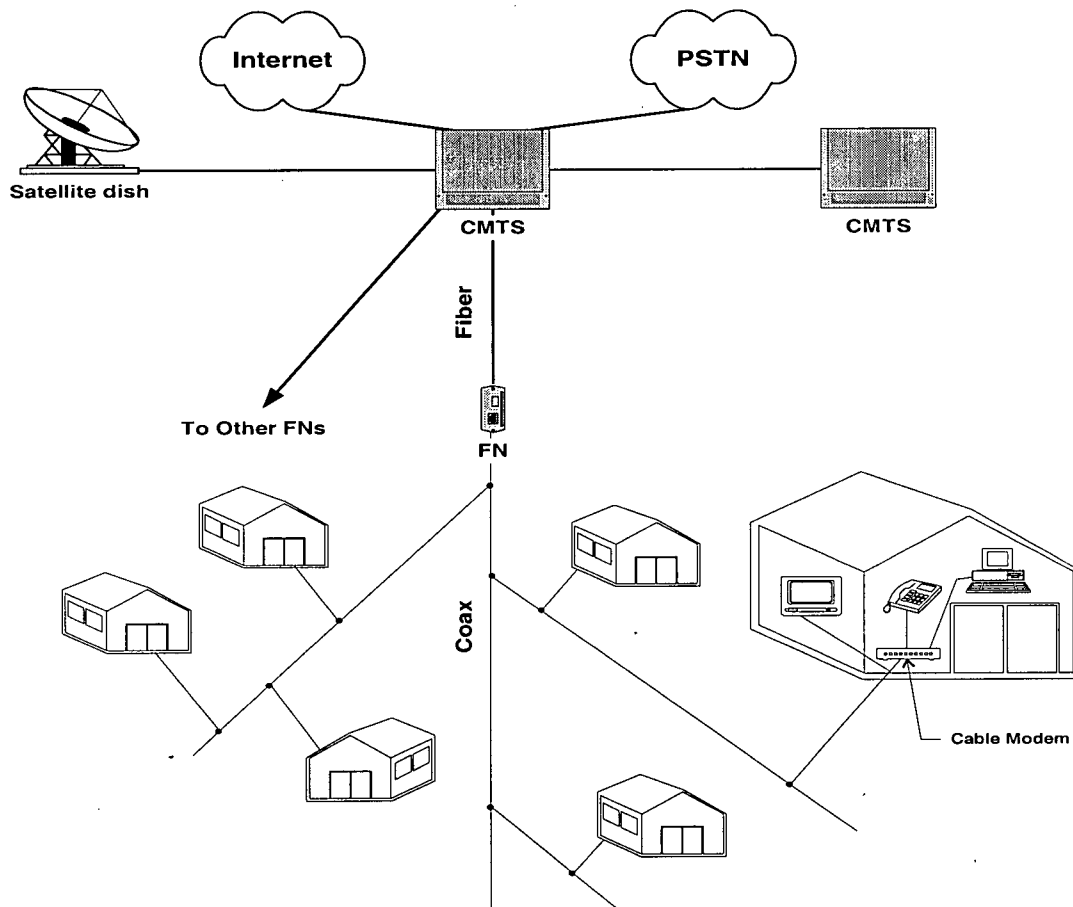 Internet
PSTN
Satellite dish
CMTS
CMTS
Fiber
To Other FNs
FN
Coax
Cable Modem